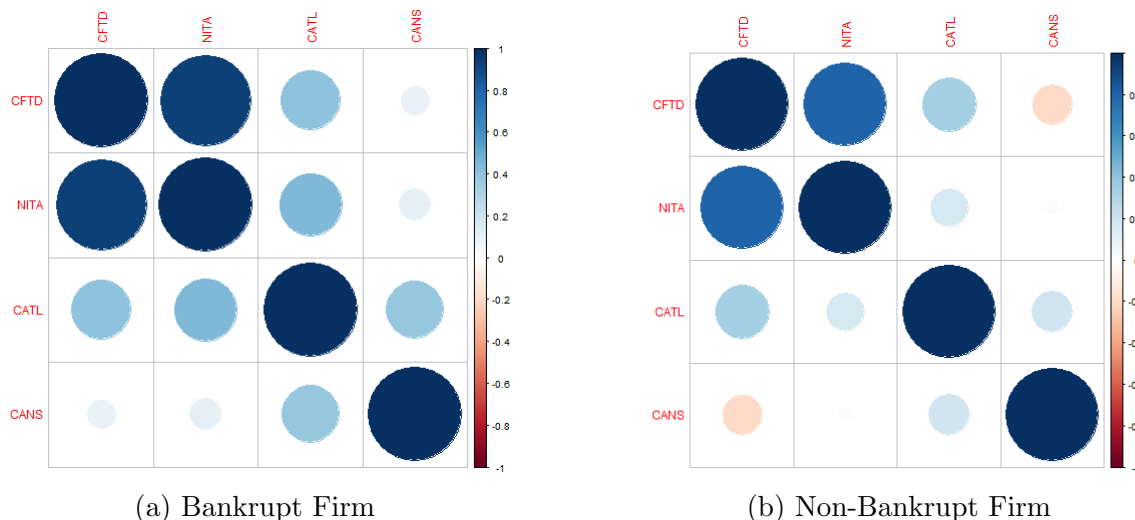 CFTD NITA CATL CANS
CFTD
NITA
CATL
CANS
1
0.8
0.6
0.4
0.2
0
-0.2
-0.4
-0.6
-0.8
-1
(a) Bankrupt Firm
CFTD NITA CATL CANS
CFTD
NITA
CATL
CANS
(b) Non-Bankrupt Firm